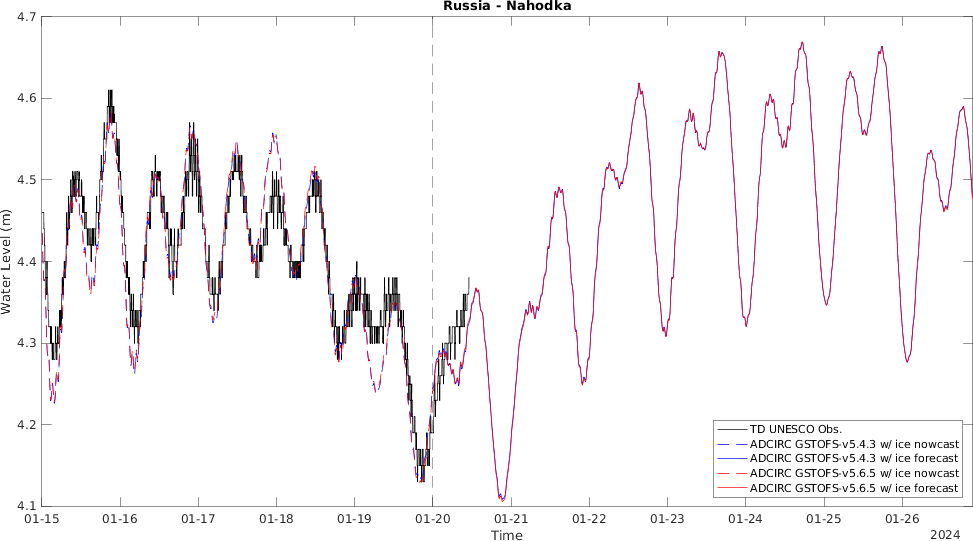 Russia - Nahodka
4.7
4.6
4.5
4.4
4.3
4.2
4.1
Water Level (m)
01-15 01-16 01-17 01-18 01-19 01-20 01-21 01-22 01-23 01-24 01-25 01-26
Time
2024
TD UNESCO Obs.
ADCIRC GSTOFS-v5.4.3 w/ ice nowcast
ADCIRC GSTOFS-v5.4.3 w/ ice forecast
ADCIRC GSTOFS-v5.6.5 w/ ice nowcast
ADCIRC GSTOFS-v5.6.5 w/ ice forecast